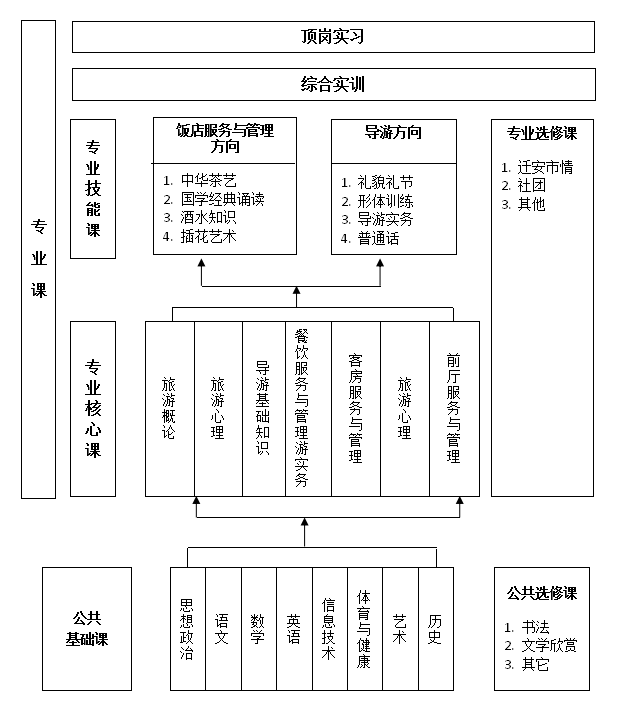 顶岗实习
综合实训
专业课
专业技能课
饭店服务与管理
方向
1. 中华茶艺
2. 国学经典诵读
3. 酒水知识
4. 插花艺术
导游方向
1. 礼貌礼节
2. 形体训练
3. 导游实务
4. 普通话
专业选修课
1. 迁安市情
2. 社团
3. 其他
专业核心课
旅游概论
旅游心理
导游基础知识
餐饮服务与管理游实务
客房服务与管理
旅游心理
前厅服务与管理
公共
基础课
思想政治
语文
数学
英语
信息技术
体育与健康
艺术
历史
公共选修课
1. 书法
2. 文学欣赏
3. 其它